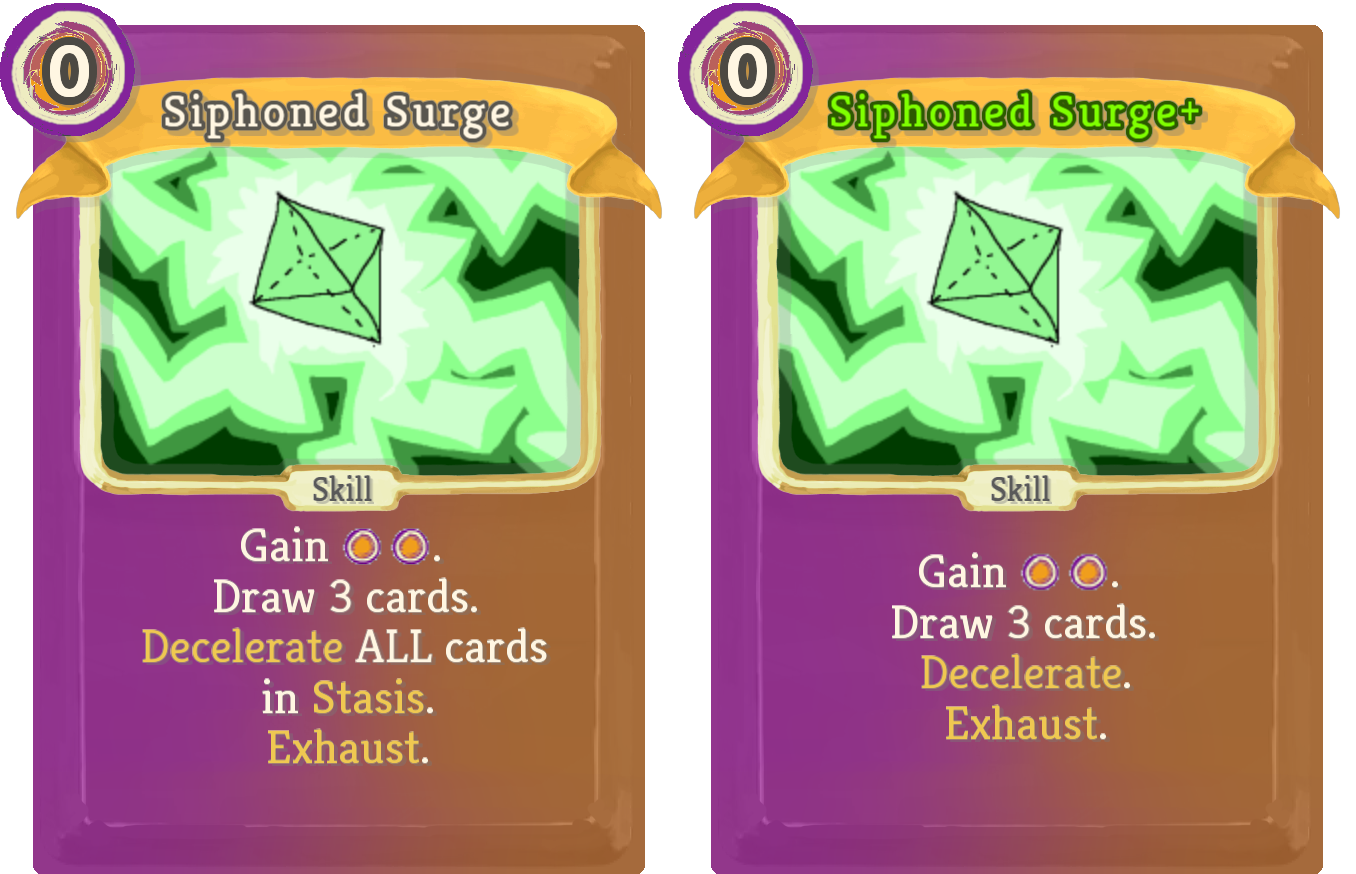 0
Siphoned Surge
Skill
Gain .
Draw 3 cards.
Decelerate ALL cards
in Stasis.
Exhaust.
0
Siphoned Surge+
Skill
Gain .
Draw 3 cards.
Decelerate.
Exhaust.